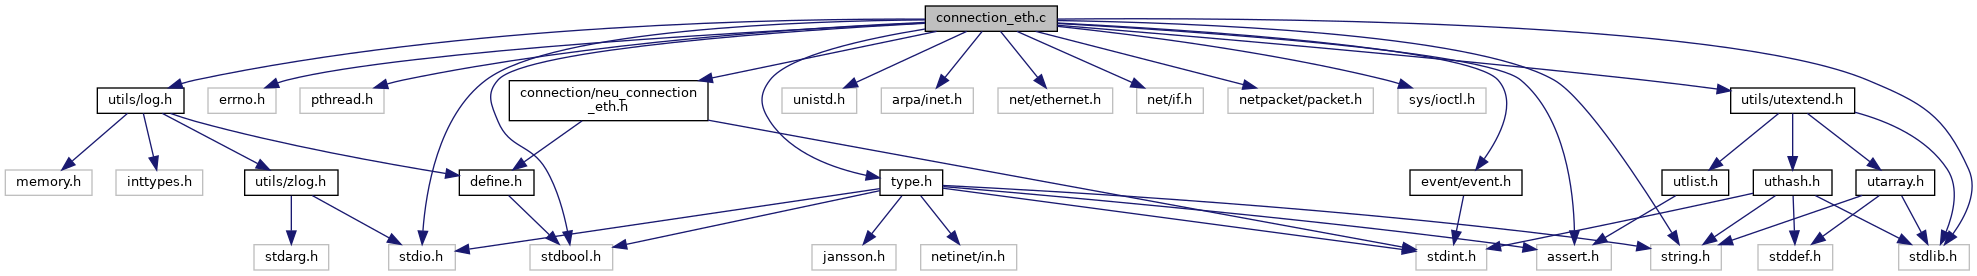 connection_eth.c
utils/log.h
errno.h
pthread.h
connection/neu_connection
_eth.h
unistd.h
arpa/inet.h
net/ethernet.h
net/if.h
netpacket/packet.h
sys/ioctl.h
utils/utextend.h
memory.h
inttypes.h
utils/zlog.h
define.h
type.h
event/event.h
utlist.h
uthash.h
utarray.h
stdarg.h
stdio.h
stdbool.h
jansson.h
netinet/in.h
stdint.h
assert.h
string.h
stddef.h
stdlib.h